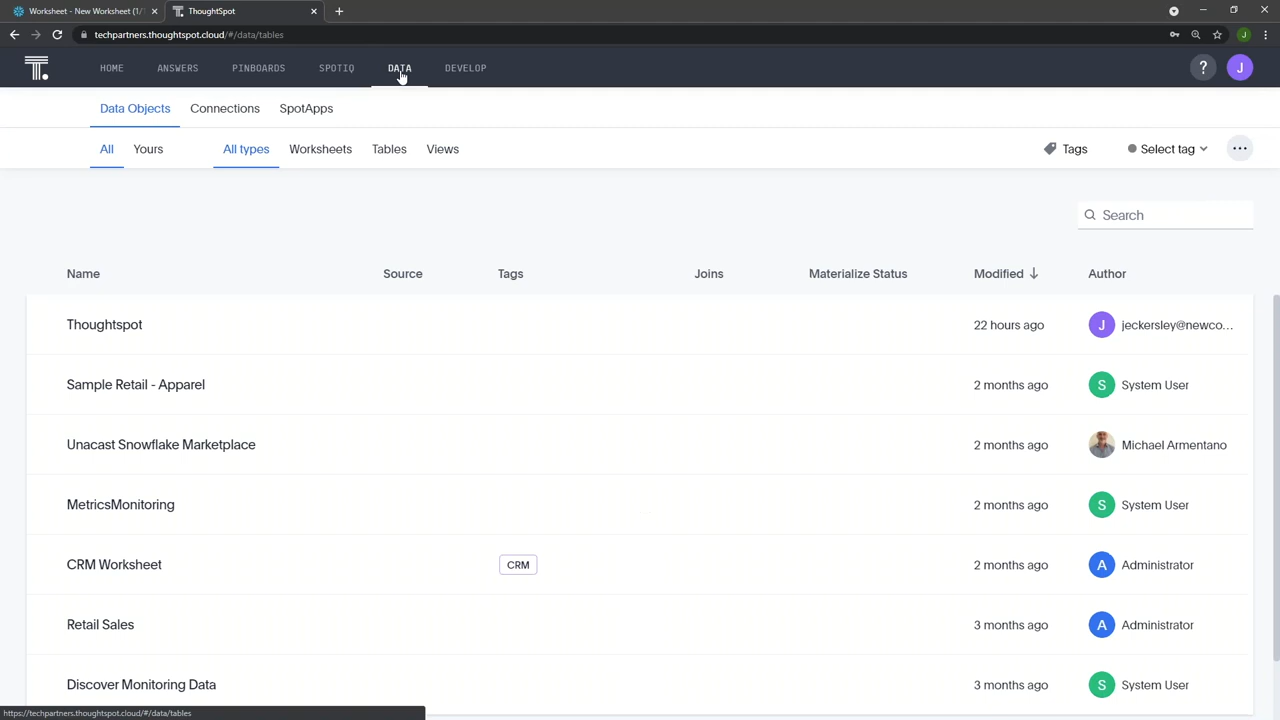 Worksheet - New Worksheet (1/
ThoughtSpot
techpartners.thoughtspot.cloud/#/data/tables
J
T.
HOME ANSWERS PINBOARDS SPOTIQ DATA DEVELOP
? J
Data Objects Connections SpotApps
All Yours All types Worksheets Tables Views
Tags Select tag
Search
Name Source Tags Joins Materialize Status Modified Author
Thoughtspot 22 hours ago J jeckersley@newco...
Sample Retail - Apparel 2 months ago S System User
Unacast Snowflake Marketplace 2 months ago Michael Armentano
MetricsMonitoring 2 months ago S System User
CRM Worksheet CRM 2 months ago A Administrator
Retail Sales 3 months ago A Administrator
Discover Monitoring Data 3 months ago S System User
https://techpartners.thoughtspot.cloud/#/data/tables